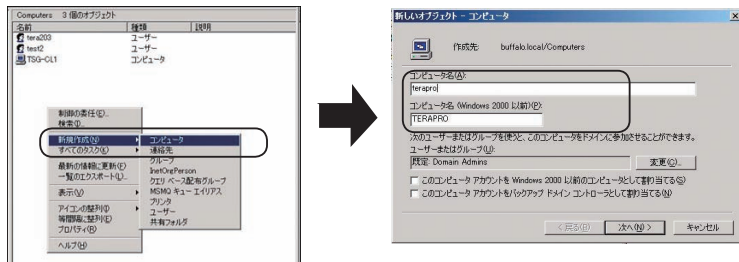 Computers 3 個のオブジェクト
名前 種類 説明
tera203 ユーザー
test2 ユーザー
TSG-CL1 コンピュータ
制御の委任(E)...
検索(I)...
新規作成(N)
すべてのタスク(K)
最新の情報に更新(F)
一覧のエクスポート(L)...
表示(V)
アイコンの整列(I)
等間隔に整列(E)
プロパティ(R)
ヘルプ(H)
コンピュータ
連絡先
グループ
InetOrgPerson
クエリ ベース配布グループ
MSMQ キュー エイリアス
プリンタ
ユーザー
共有フォルダ
新しいオブジェクト - コンピュータ
作成先: buffalo.local/Computers
コンピュータ名(A):
terapro
コンピュータ名 (Windows 2000 以前)(P):
TERAPRO
次のユーザーまたはグループを使うと、このコンピュータをドメインに参加させることができます。
ユーザーまたはグループ(U):
既定: Domain Admins
変更(C)...
このコンピュータ アカウントを Windows 2000 以前のコンピュータとして割り当てる(S)
このコンピュータ アカウントをバックアップ ドメイン コントローラとして割り当てる(W)
< 戻る(B) 次へ(N) > キャンセル